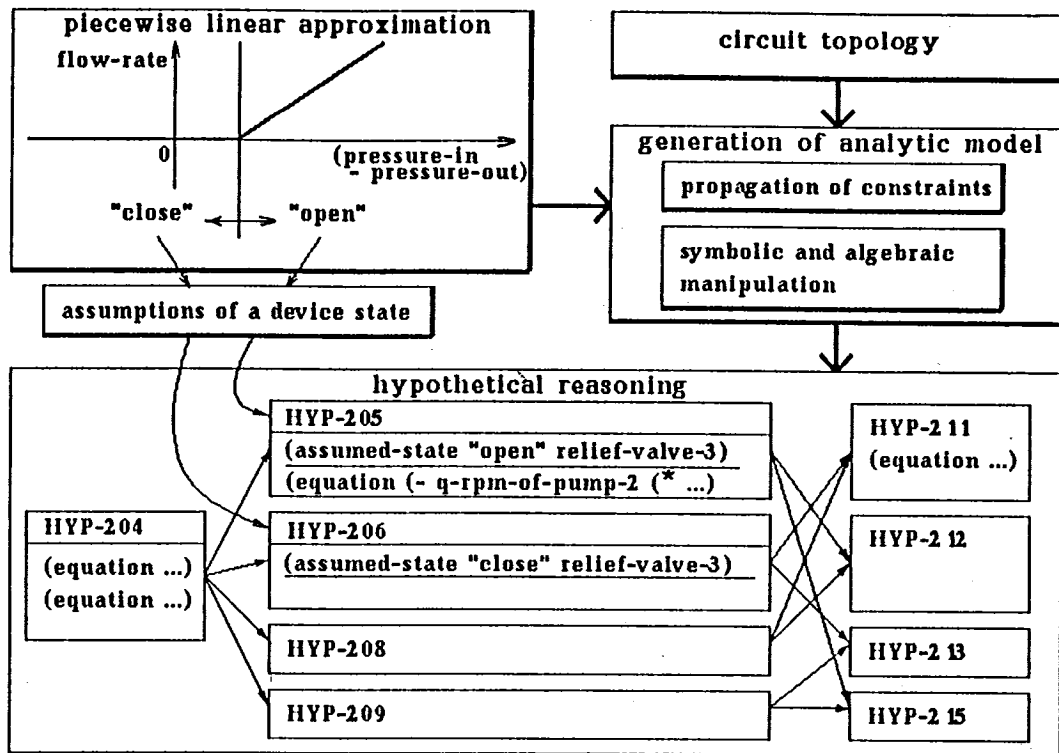 piecewise linear approximation
flow-rate
0
(pressure-in
- pressure-out)
"close"
"open"
assumptions of a device state
circuit topology
generation of analytic model
propagation of constraints
symbolic and algebraic
manipulation
hypothetical reasoning
HYP-204
(equation ...)
(equation ...)
HYP-205
(assumed-state "open" relief-valve-3)
(equation (- q-rpm-of-pump-2 (* ...)
HYP-206
(assumed-state "close" relief-valve-3)
HYP-208
HYP-209
HYP-211
(equation ...)
HYP-212
HYP-213
HYP-215